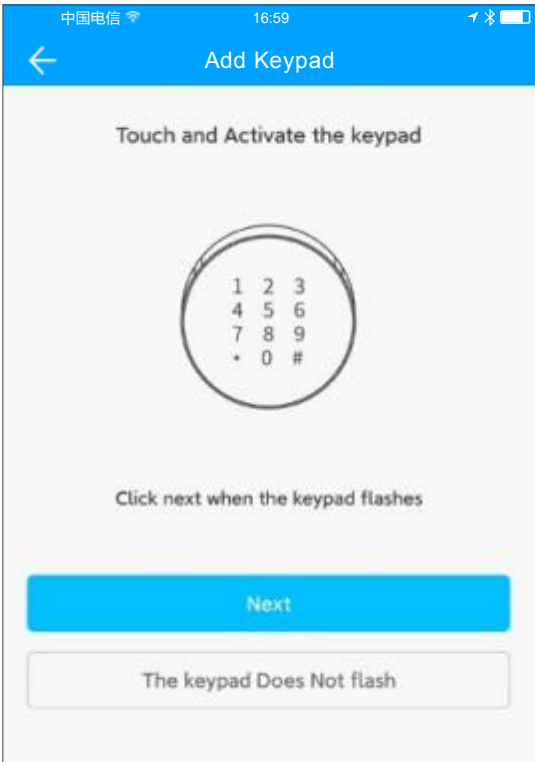 中国电信 16:59
Add Keypad
Touch and Activate the keypad
1 2 3
4 5 6
7 8 9
• 0 #
Click next when the keypad flashes
Next
The keypad Does Not flash